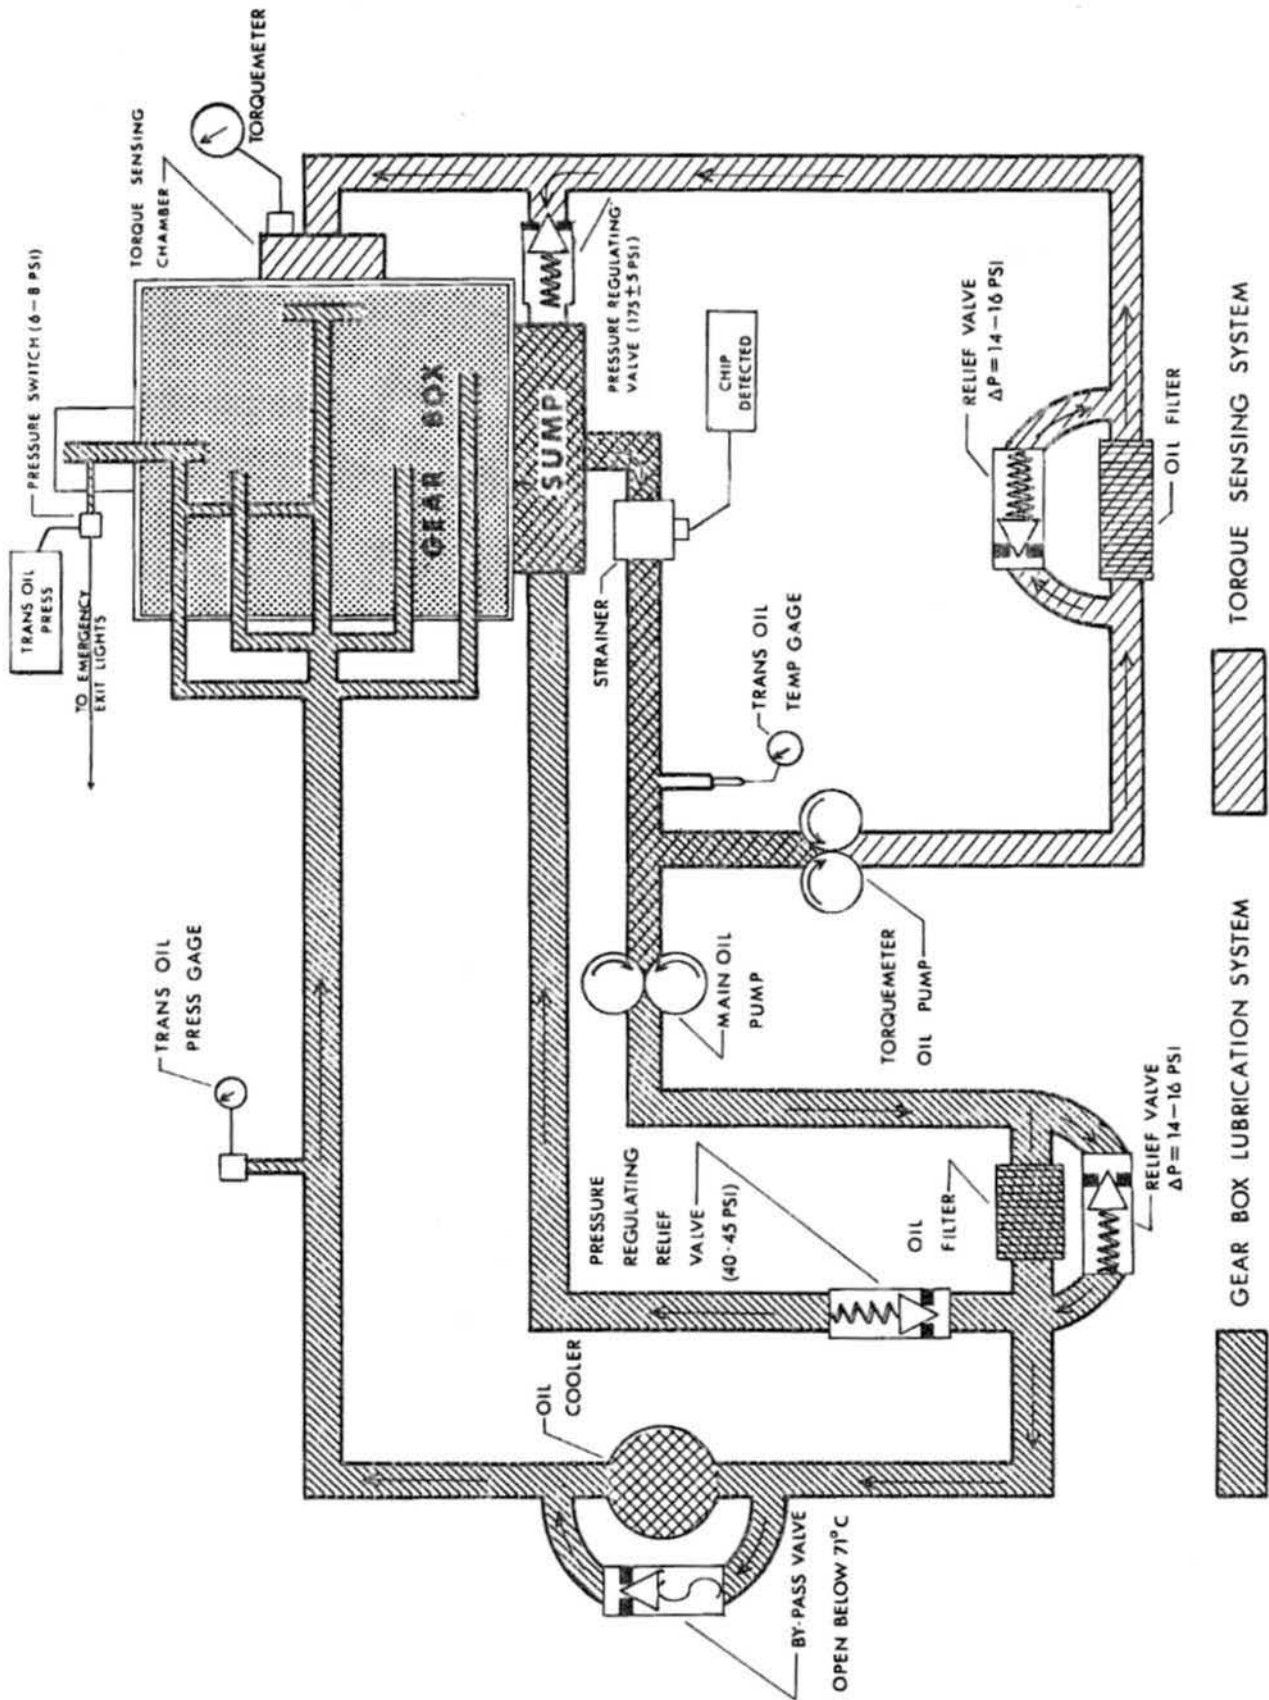 TRANS OIL
PRESS
PRESSURE SWITCH (6-8 PSI)
TO EMERGENCY
EXIT LIGHTS
TORQUE SENSING
CHAMBER
TORQUEMETER
GEAR BOX
SUMP
PRESSURE REGULATING
VALVE (175±5 PSI)
CHIP
DETECTED
STRAINER
TRANS OIL
TEMP GAGE
TRANS OIL
PRESS GAGE
MAIN OIL
PUMP
TORQUEMETER
OIL PUMP
RELIEF VALVE
ΔP=14-16 PSI
OIL FILTER
PRESSURE
REGULATING
RELIEF
VALVE
(40-45 PSI)
OIL
FILTER
RELIEF VALVE
ΔP=14-16 PSI
OIL
COOLER
BY-PASS VALVE
OPEN BELOW 71°C
GEAR BOX LUBRICATION SYSTEM
TORQUE SENSING SYSTEM